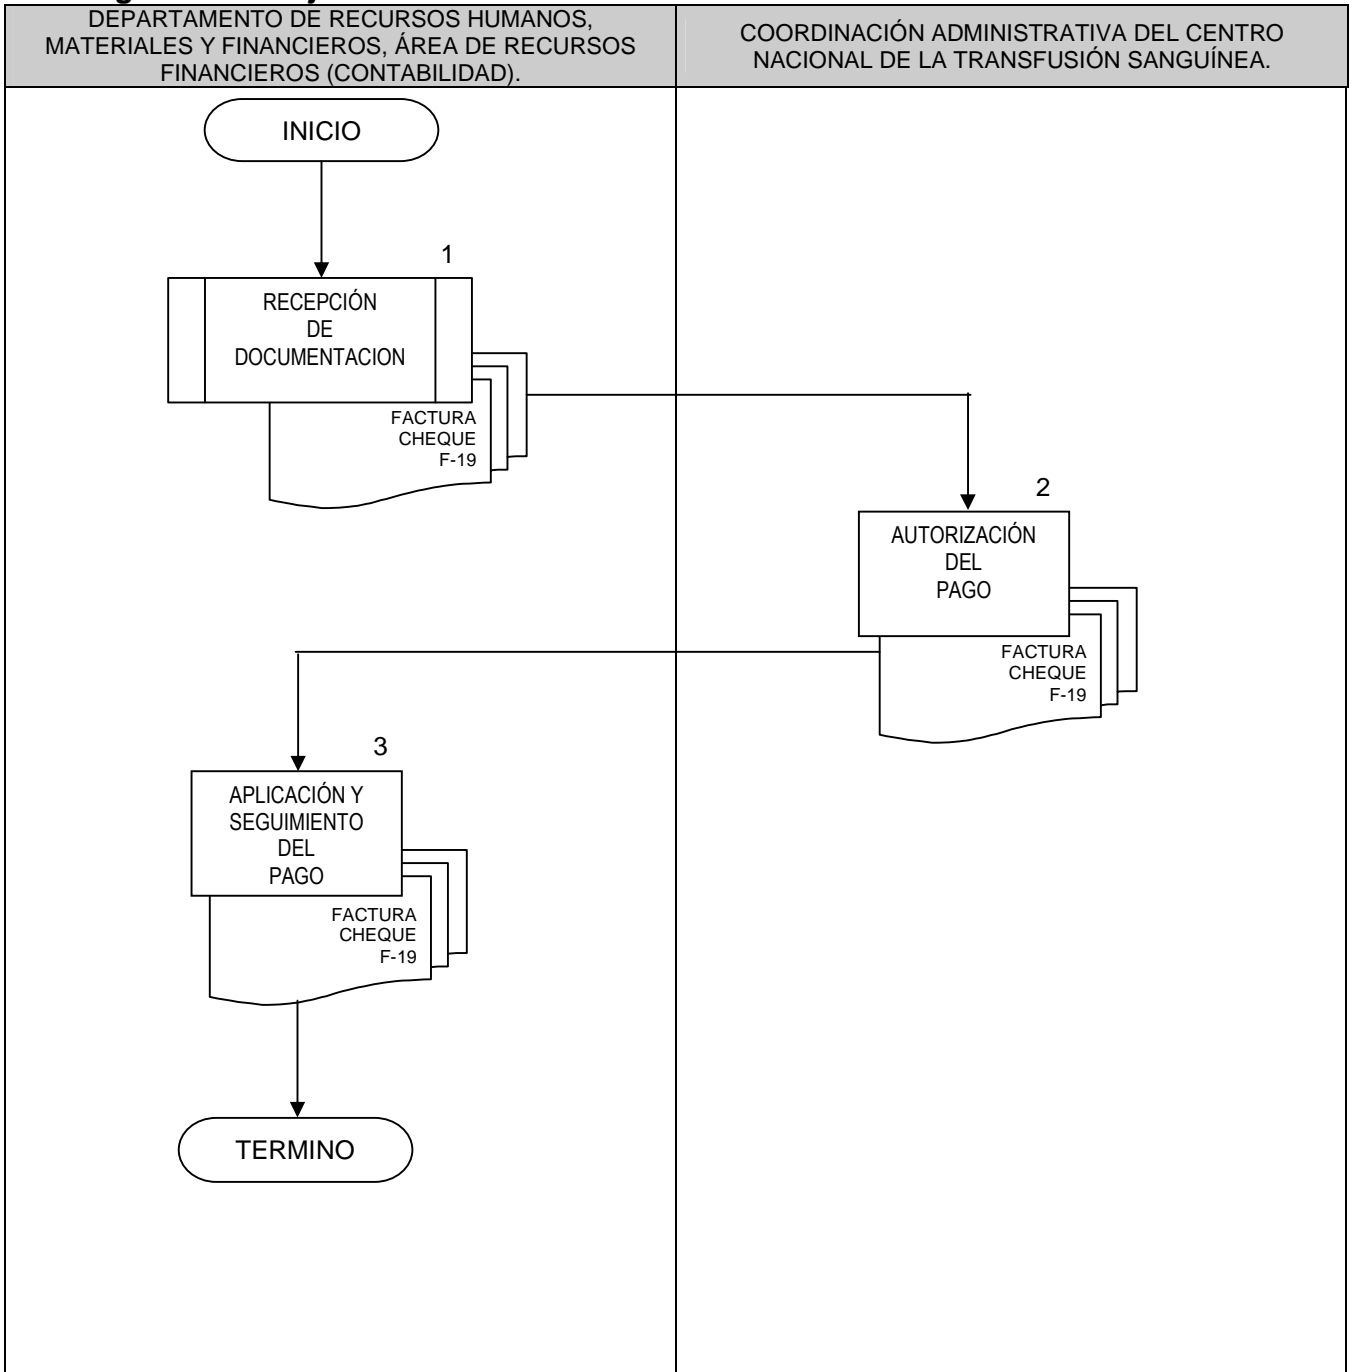 DEPARTAMENTO DE RECURSOS HUMANOS,
MATERIALES Y FINANCIEROS, ÁREA DE RECURSOS
FINANCIEROS (CONTABILIDAD).
COORDINACIÓN ADMINISTRATIVA DEL CENTRO
NACIONAL DE LA TRANSFUSIÓN SANGUÍNEA.
INICIO
1
RECEPCIÓN
DE
DOCUMENTACION
FACTURA
CHEQUE
F-19
2
AUTORIZACIÓN
DEL
PAGO
FACTURA
CHEQUE
F-19
3
APLICACIÓN Y
SEGUIMIENTO
DEL
PAGO
FACTURA
CHEQUE
F-19
TERMINO